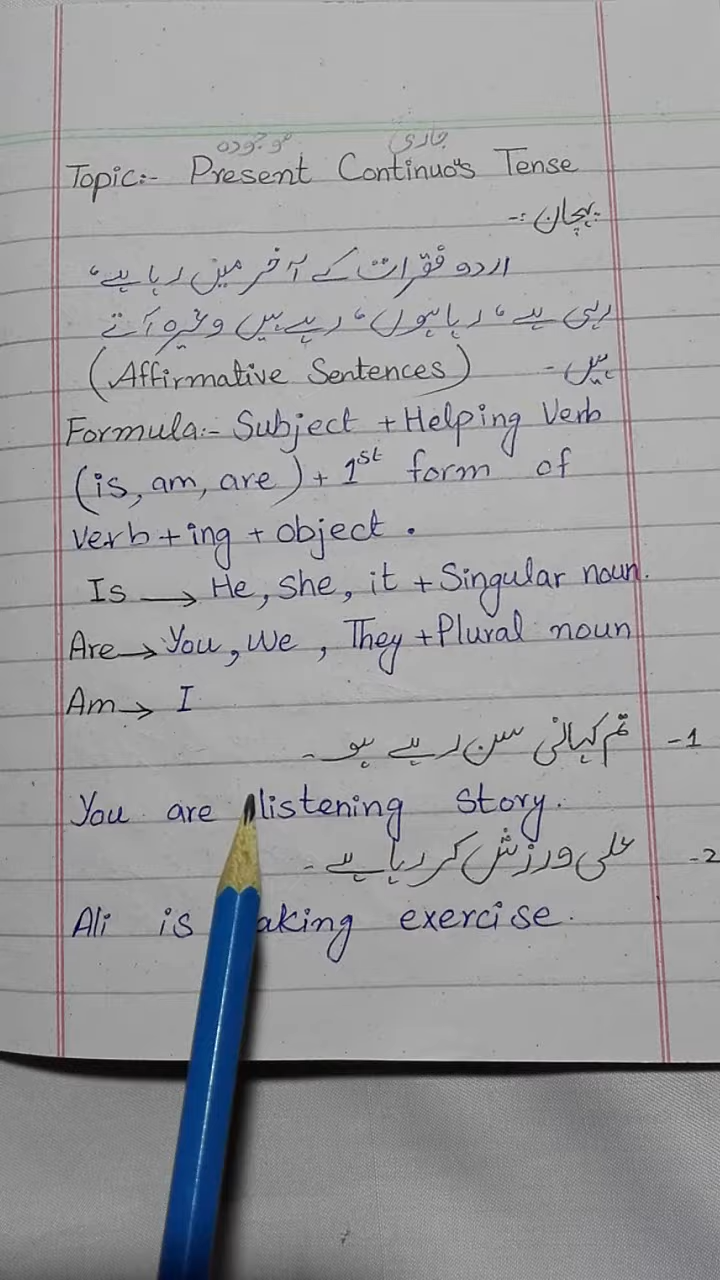 موجودہ جاری
Topic:- Present Continuo's Tense
پہچان:-
اردو فقرات کے آخر میں رہا ہے،
رہی ہے، رہا ہوں، رہے ہیں وغیرہ آتے
(Affirmative Sentences) ہیں-
Formula:- Subject + Helping Verb
(is, am, are) + 1st form of
verb + ing + object .
Is → He, She, it + Singular noun.
Are → You, We, They + Plural noun
Am → I
1- تم کہانی سن رہے ہو-
You are listening story.
2- علی ورزش کر رہا ہے-
Ali is aking exercise.